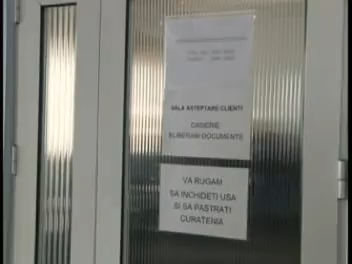 SALA ASTEPTARE CLIENTI
CASIERIE
ELIBERARI DOCUMENTE
VA RUGAM
SA INCHIDETI USA
SI SA PASTRATI
CURATENIA